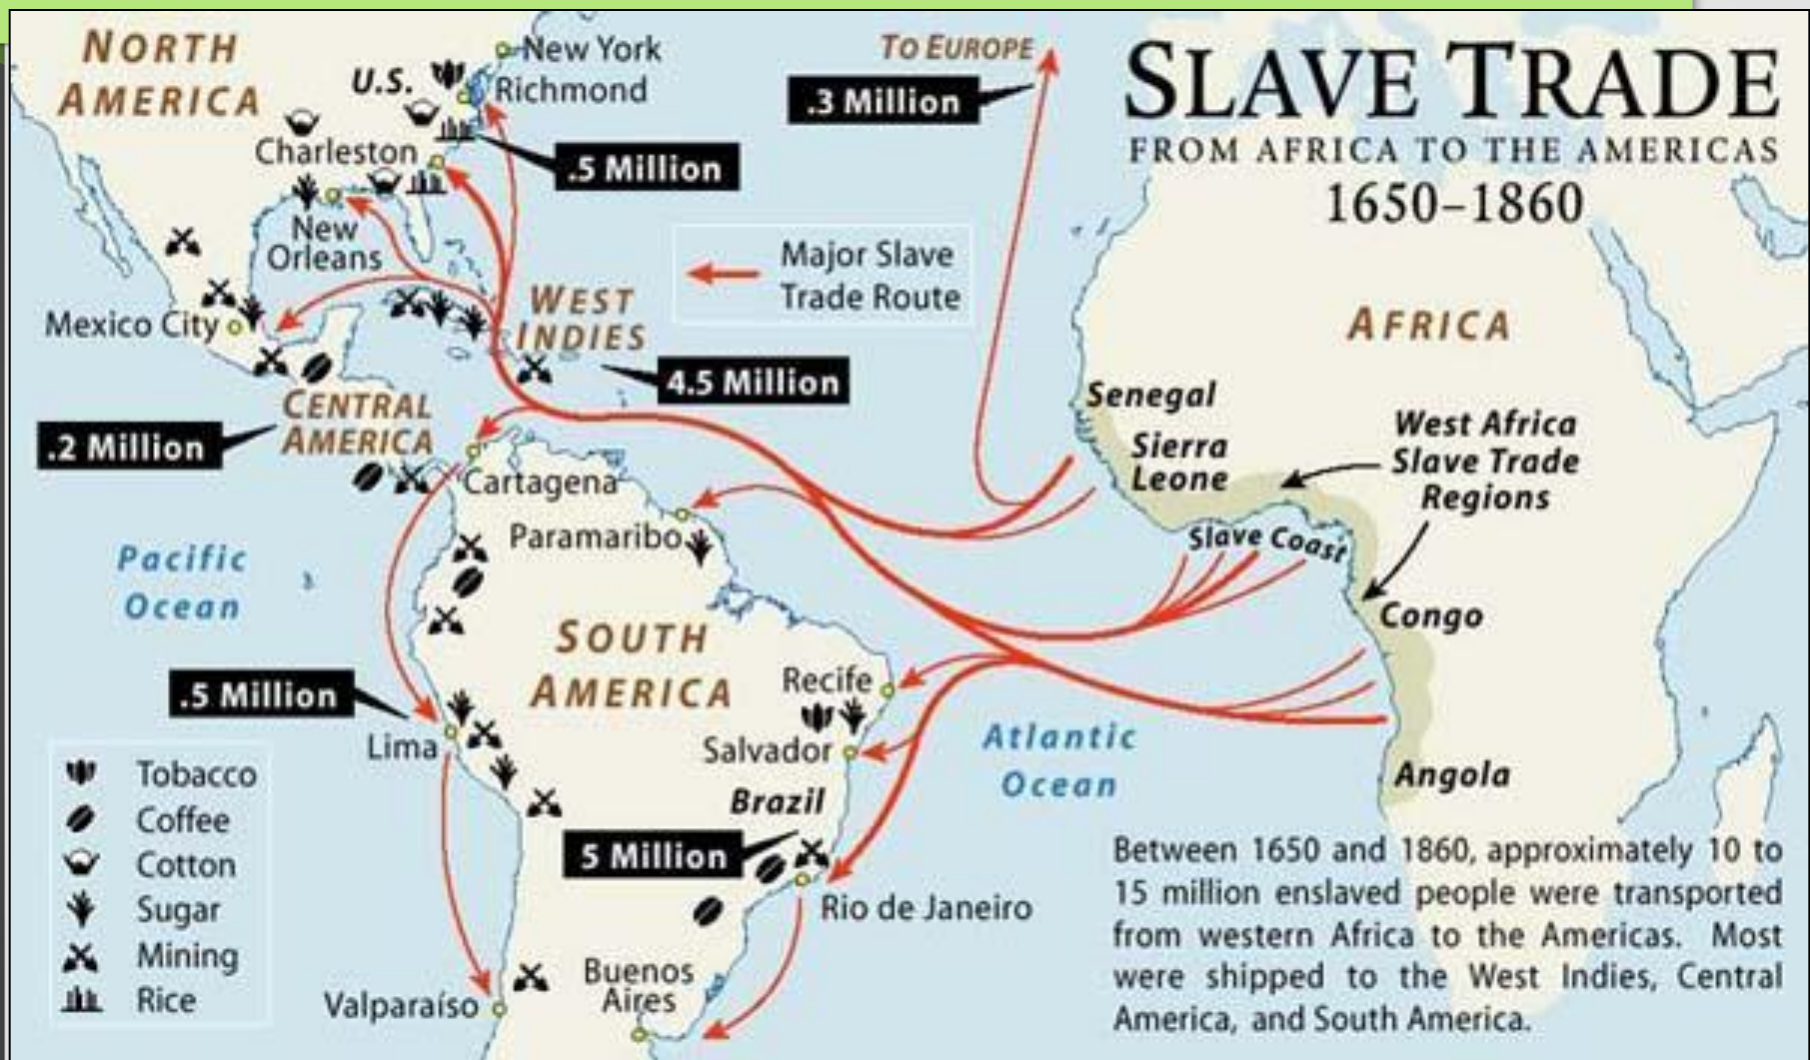 SLAVE TRADE
FROM AFRICA TO THE AMERICAS
1650–1860
NORTH
AMERICA
U.S.
New York
Richmond
Charleston
New
Orleans
Mexico City
.5 Million
TO EUROPE
.3 Million
Major Slave
Trade Route
WEST
INDIES
4.5 Million
CENTRAL
AMERICA
.2 Million
Cartagena
Paramaribo
Pacific
Ocean
SOUTH
AMERICA
.5 Million
Lima
Recife
Salvador
Brazil
5 Million
Rio de Janeiro
Buenos
Aires
Valparaíso
Atlantic
Ocean
AFRICA
Senegal
Sierra
Leone
West Africa
Slave Trade
Regions
Slave Coast
Congo
Angola
Tobacco
Coffee
Cotton
Sugar
Mining
Rice
Between 1650 and 1860, approximately 10 to
15 million enslaved people were transported
from western Africa to the Americas. Most
were shipped to the West Indies, Central
America, and South America.